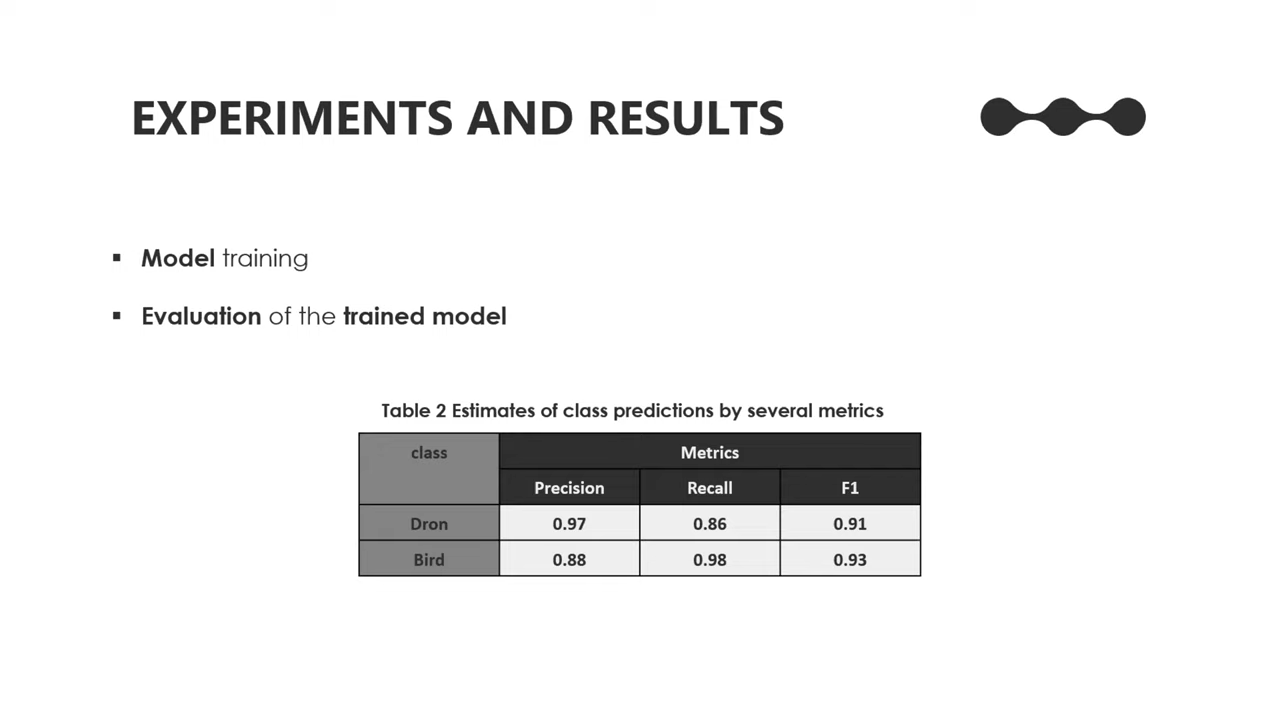 EXPERIMENTS AND RESULTS
▪ Model training
▪ Evaluation of the trained model
Table 2 Estimates of class predictions by several metrics
class Metrics
Precision Recall F1
Dron 0.97 0.86 0.91
Bird 0.88 0.98 0.93